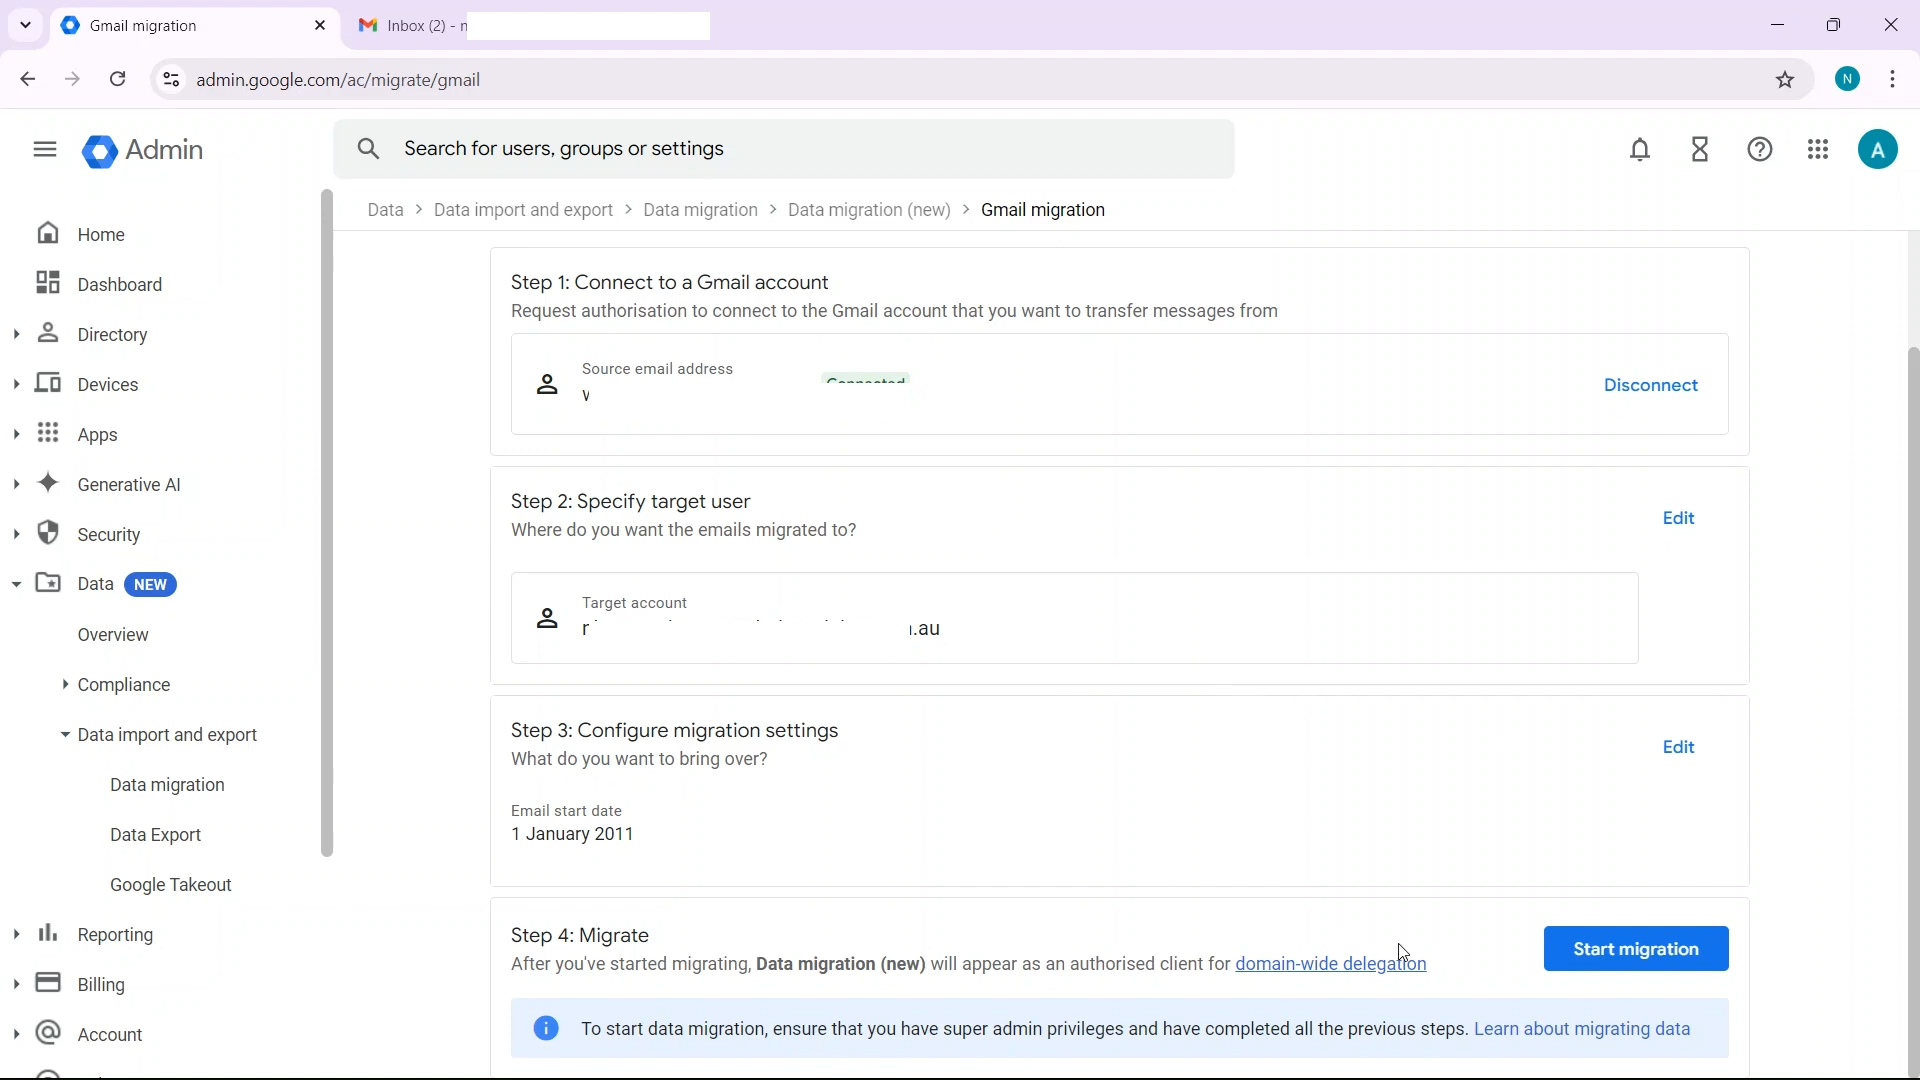 Gmail migration
Inbox (2) -
admin.google.com/ac/migrate/gmail
N
Admin
Search for users, groups or settings
A
Data > Data import and export > Data migration > Data migration (new) > Gmail migration
Home
Dashboard
Directory
Devices
Apps
Generative AI
Security
Data NEW
Overview
Compliance
Data import and export
Data migration
Data Export
Google Takeout
Reporting
Billing
Account
Step 1: Connect to a Gmail account
Request authorisation to connect to the Gmail account that you want to transfer messages from
Source email address
Connected
Disconnect
Step 2: Specify target user
Where do you want the emails migrated to?
Edit
Target account
.au
Step 3: Configure migration settings
What do you want to bring over?
Edit
Email start date
1 January 2011
Step 4: Migrate
After you've started migrating, Data migration (new) will appear as an authorised client for domain-wide delegation
Start migration
To start data migration, ensure that you have super admin privileges and have completed all the previous steps. Learn about migrating data